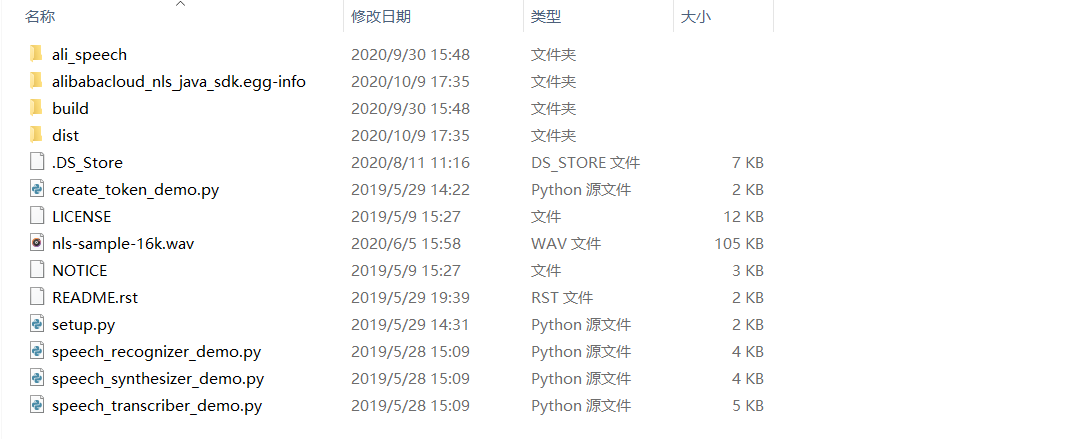 名称 修改日期 类型 大小
ali_speech 2020/9/30 15:48 文件夹
alibabacloud_nls_java_sdk.egg-info 2020/10/9 17:35 文件夹
build 2020/9/30 15:48 文件夹
dist 2020/10/9 17:35 文件夹
.DS_Store 2020/8/11 11:16 DS_STORE 文件 7 KB
create_token_demo.py 2019/5/29 14:22 Python 源文件 2 KB
LICENSE 2019/5/9 15:27 文件 12 KB
nls-sample-16k.wav 2020/6/5 15:58 WAV 文件 105 KB
NOTICE 2019/5/9 15:27 文件 3 KB
README.rst 2019/5/29 19:39 RST 文件 2 KB
setup.py 2019/5/29 14:31 Python 源文件 2 KB
speech_recognizer_demo.py 2019/5/28 15:09 Python 源文件 4 KB
speech_synthesizer_demo.py 2019/5/28 15:09 Python 源文件 4 KB
speech_transcriber_demo.py 2019/5/28 15:09 Python 源文件 5 KB